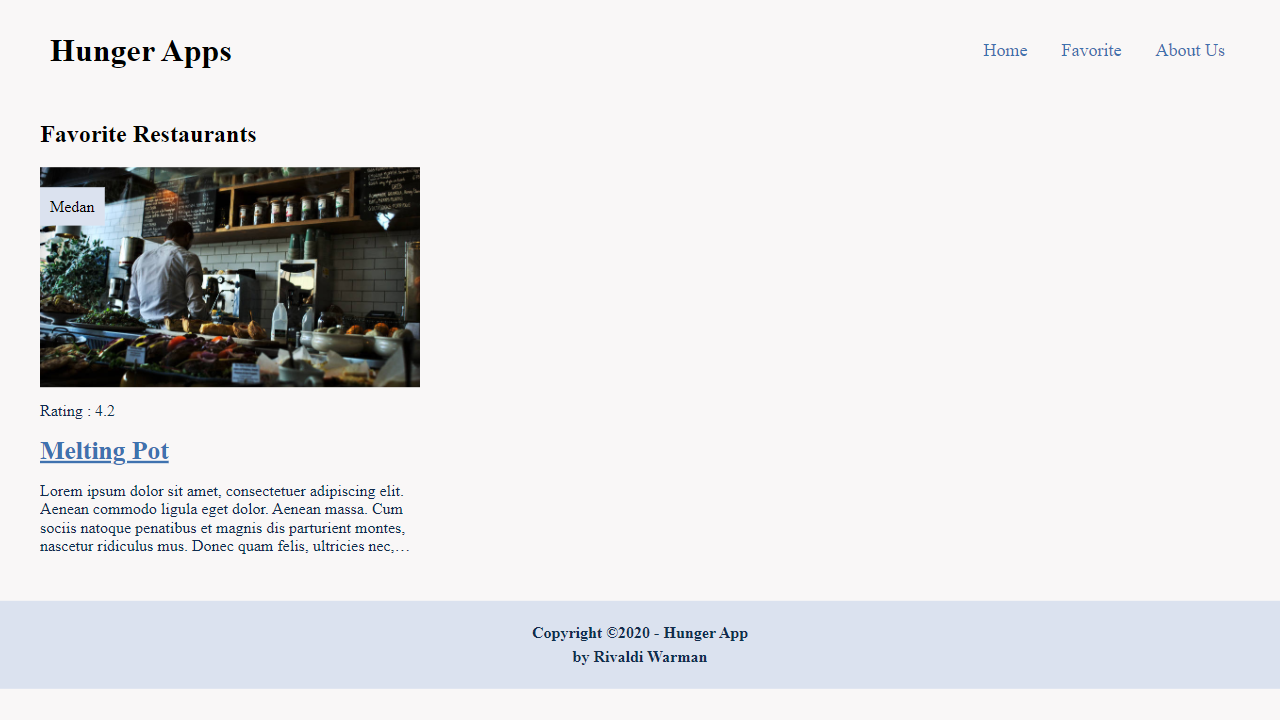 Hunger Apps
Home Favorite About Us
Favorite Restaurants
Medan
Rating : 4.2
Melting Pot
Lorem ipsum dolor sit amet, consectetuer adipiscing elit.
Aenean commodo ligula eget dolor. Aenean massa. Cum
sociis natoque penatibus et magnis dis parturient montes,
nascetur ridiculus mus. Donec quam felis, ultricies nec,…
Copyright ©2020 - Hunger App
by Rivaldi Warman